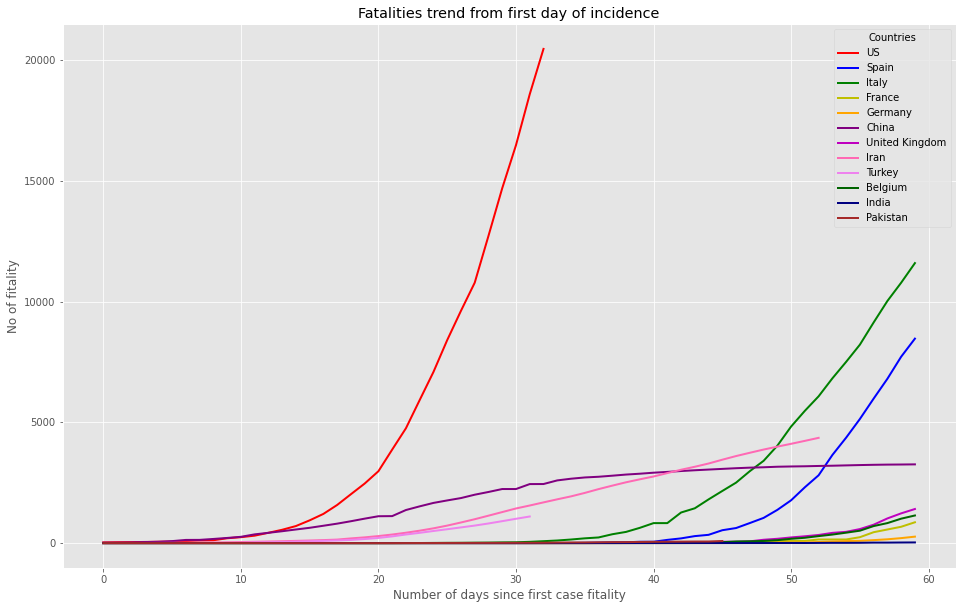 Fatalities trend from first day of incidence
Countries
US
Spain
Italy
France
Germany
China
United Kingdom
Iran
Turkey
Belgium
India
Pakistan
No of fitality
20000
15000
10000
5000
0
0 10 20 30 40 50 60
Number of days since first case fitality